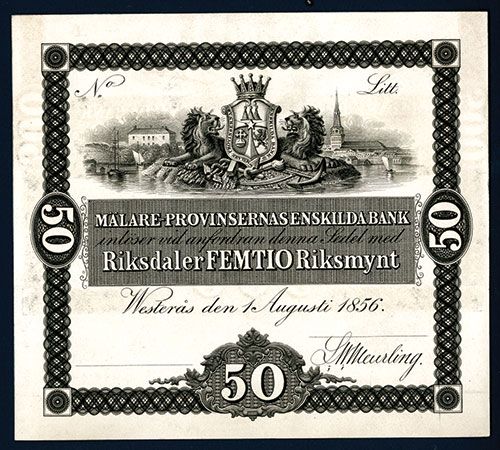 No
Litt.
MÄLARE-PROVINSERNAS ENSKILDA BANK
inlöser vid anfordran denna Sedel med
Riksdaler FEMTIO Riksmynt
50
50
Westerås den 1 Augusti 1856.
50